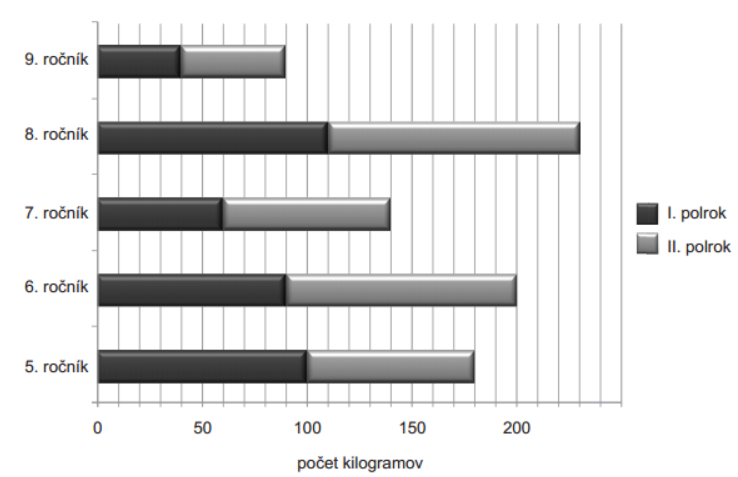 9. ročník
8. ročník
7. ročník
6. ročník
5. ročník
0 50 100 150 200
počet kilogramov
I. polrok
II. polrok